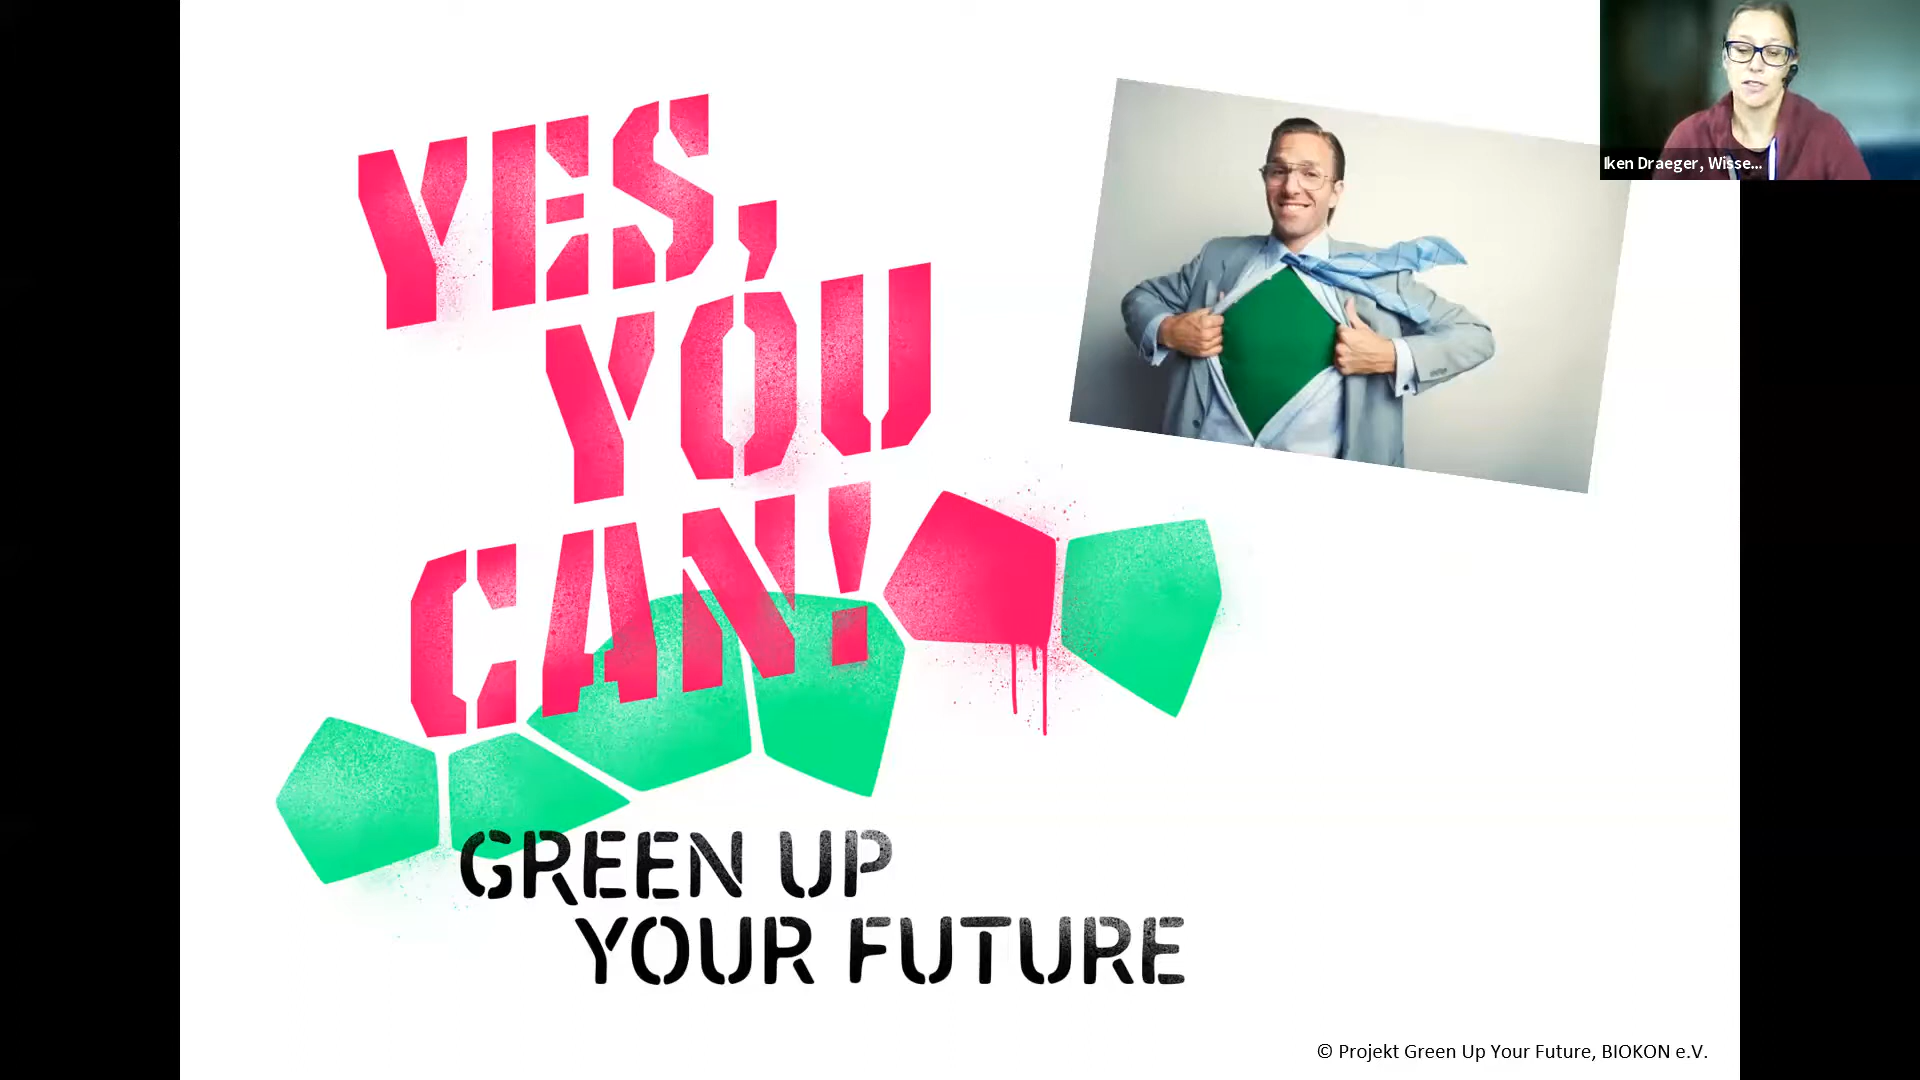 YES,
YOU
CAN!
GREEN UP
YOUR FUTURE
Iken Draeger, Wisse...
© Projekt Green Up Your Future, BIOKON e.V.